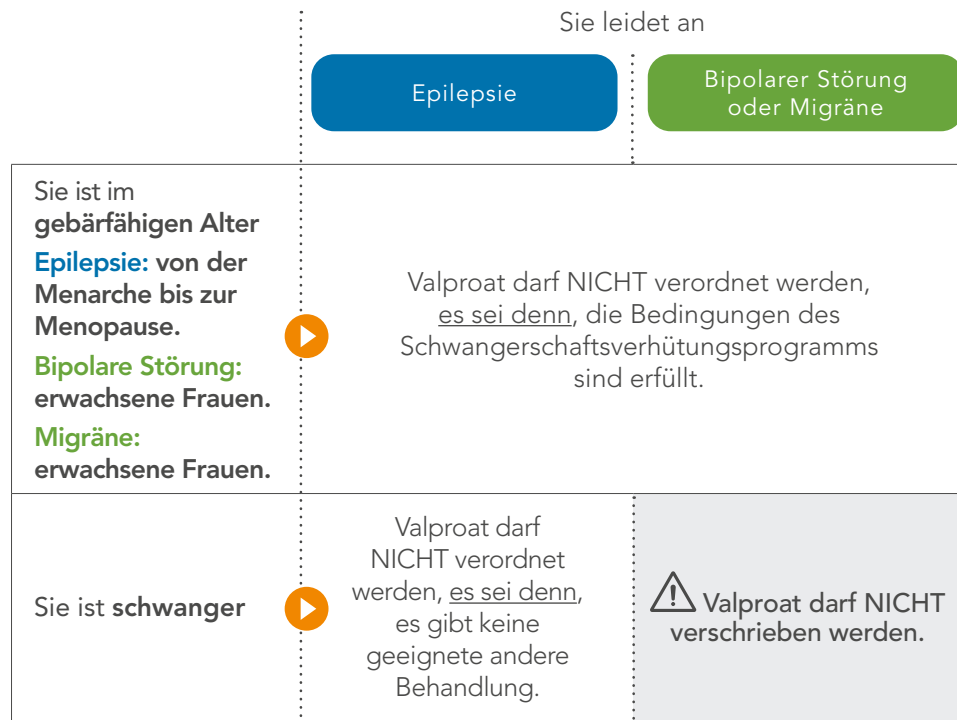 Sie leidet an
Epilepsie
Bipolarer Störung
oder Migräne
Sie ist im
gebärfähigen Alter
Epilepsie: von der
Menarche bis zur
Menopause.
Bipolare Störung:
erwachsene Frauen.
Migräne:
erwachsene Frauen.
Valproat darf NICHT verordnet werden,
es sei denn, die Bedingungen des
Schwangerschaftsverhütungsprogramms
sind erfüllt.
Sie ist schwanger
Valproat darf
NICHT verordnet
werden, es sei denn,
es gibt keine
geeignete andere
Behandlung.
Valproat darf NICHT
verschrieben werden.